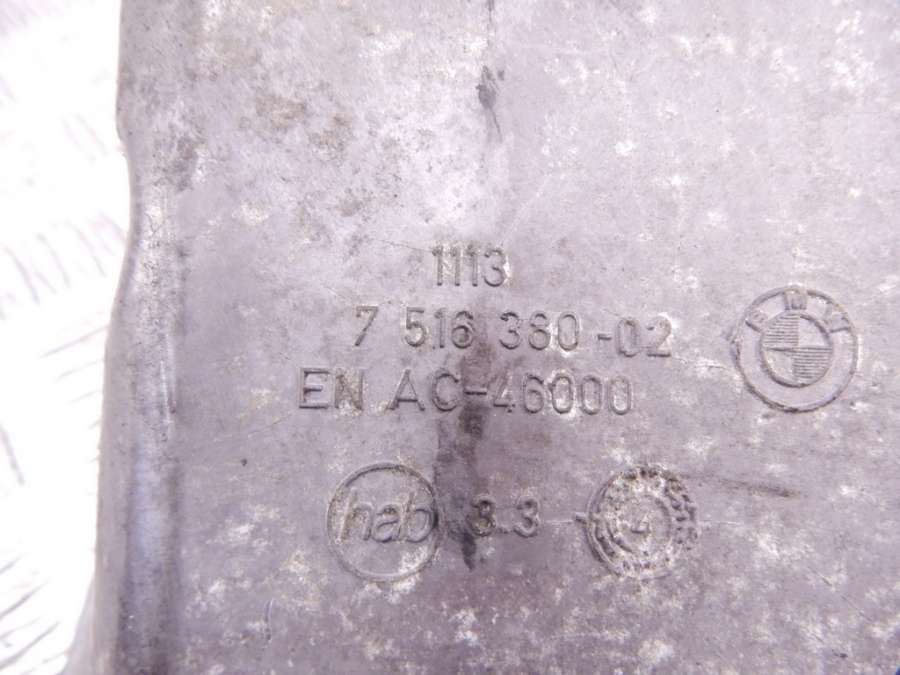 1113
7 516 380-02
EN AC-46000
BMW
hab 3.3